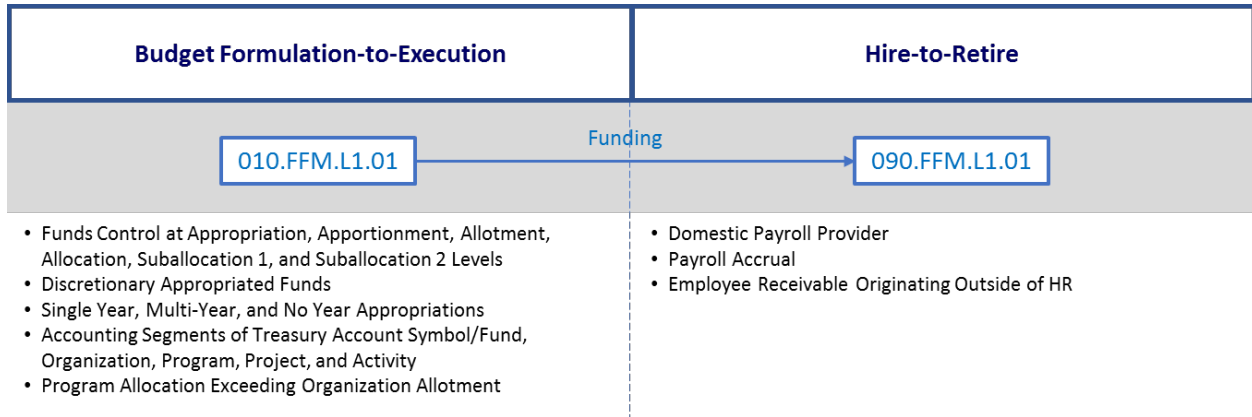 Budget Formulation-to-Execution
Hire-to-Retire
Funding
010.FFM.L1.01
090.FFM.L1.01
• Funds Control at Appropriation, Apportionment, Allotment,
Allocation, Suballocation 1, and Suballocation 2 Levels
• Discretionary Appropriated Funds
• Single Year, Multi-Year, and No Year Appropriations
• Accounting Segments of Treasury Account Symbol/Fund,
Organization, Program, Project, and Activity
• Program Allocation Exceeding Organization Allotment
• Domestic Payroll Provider
• Payroll Accrual
• Employee Receivable Originating Outside of HR